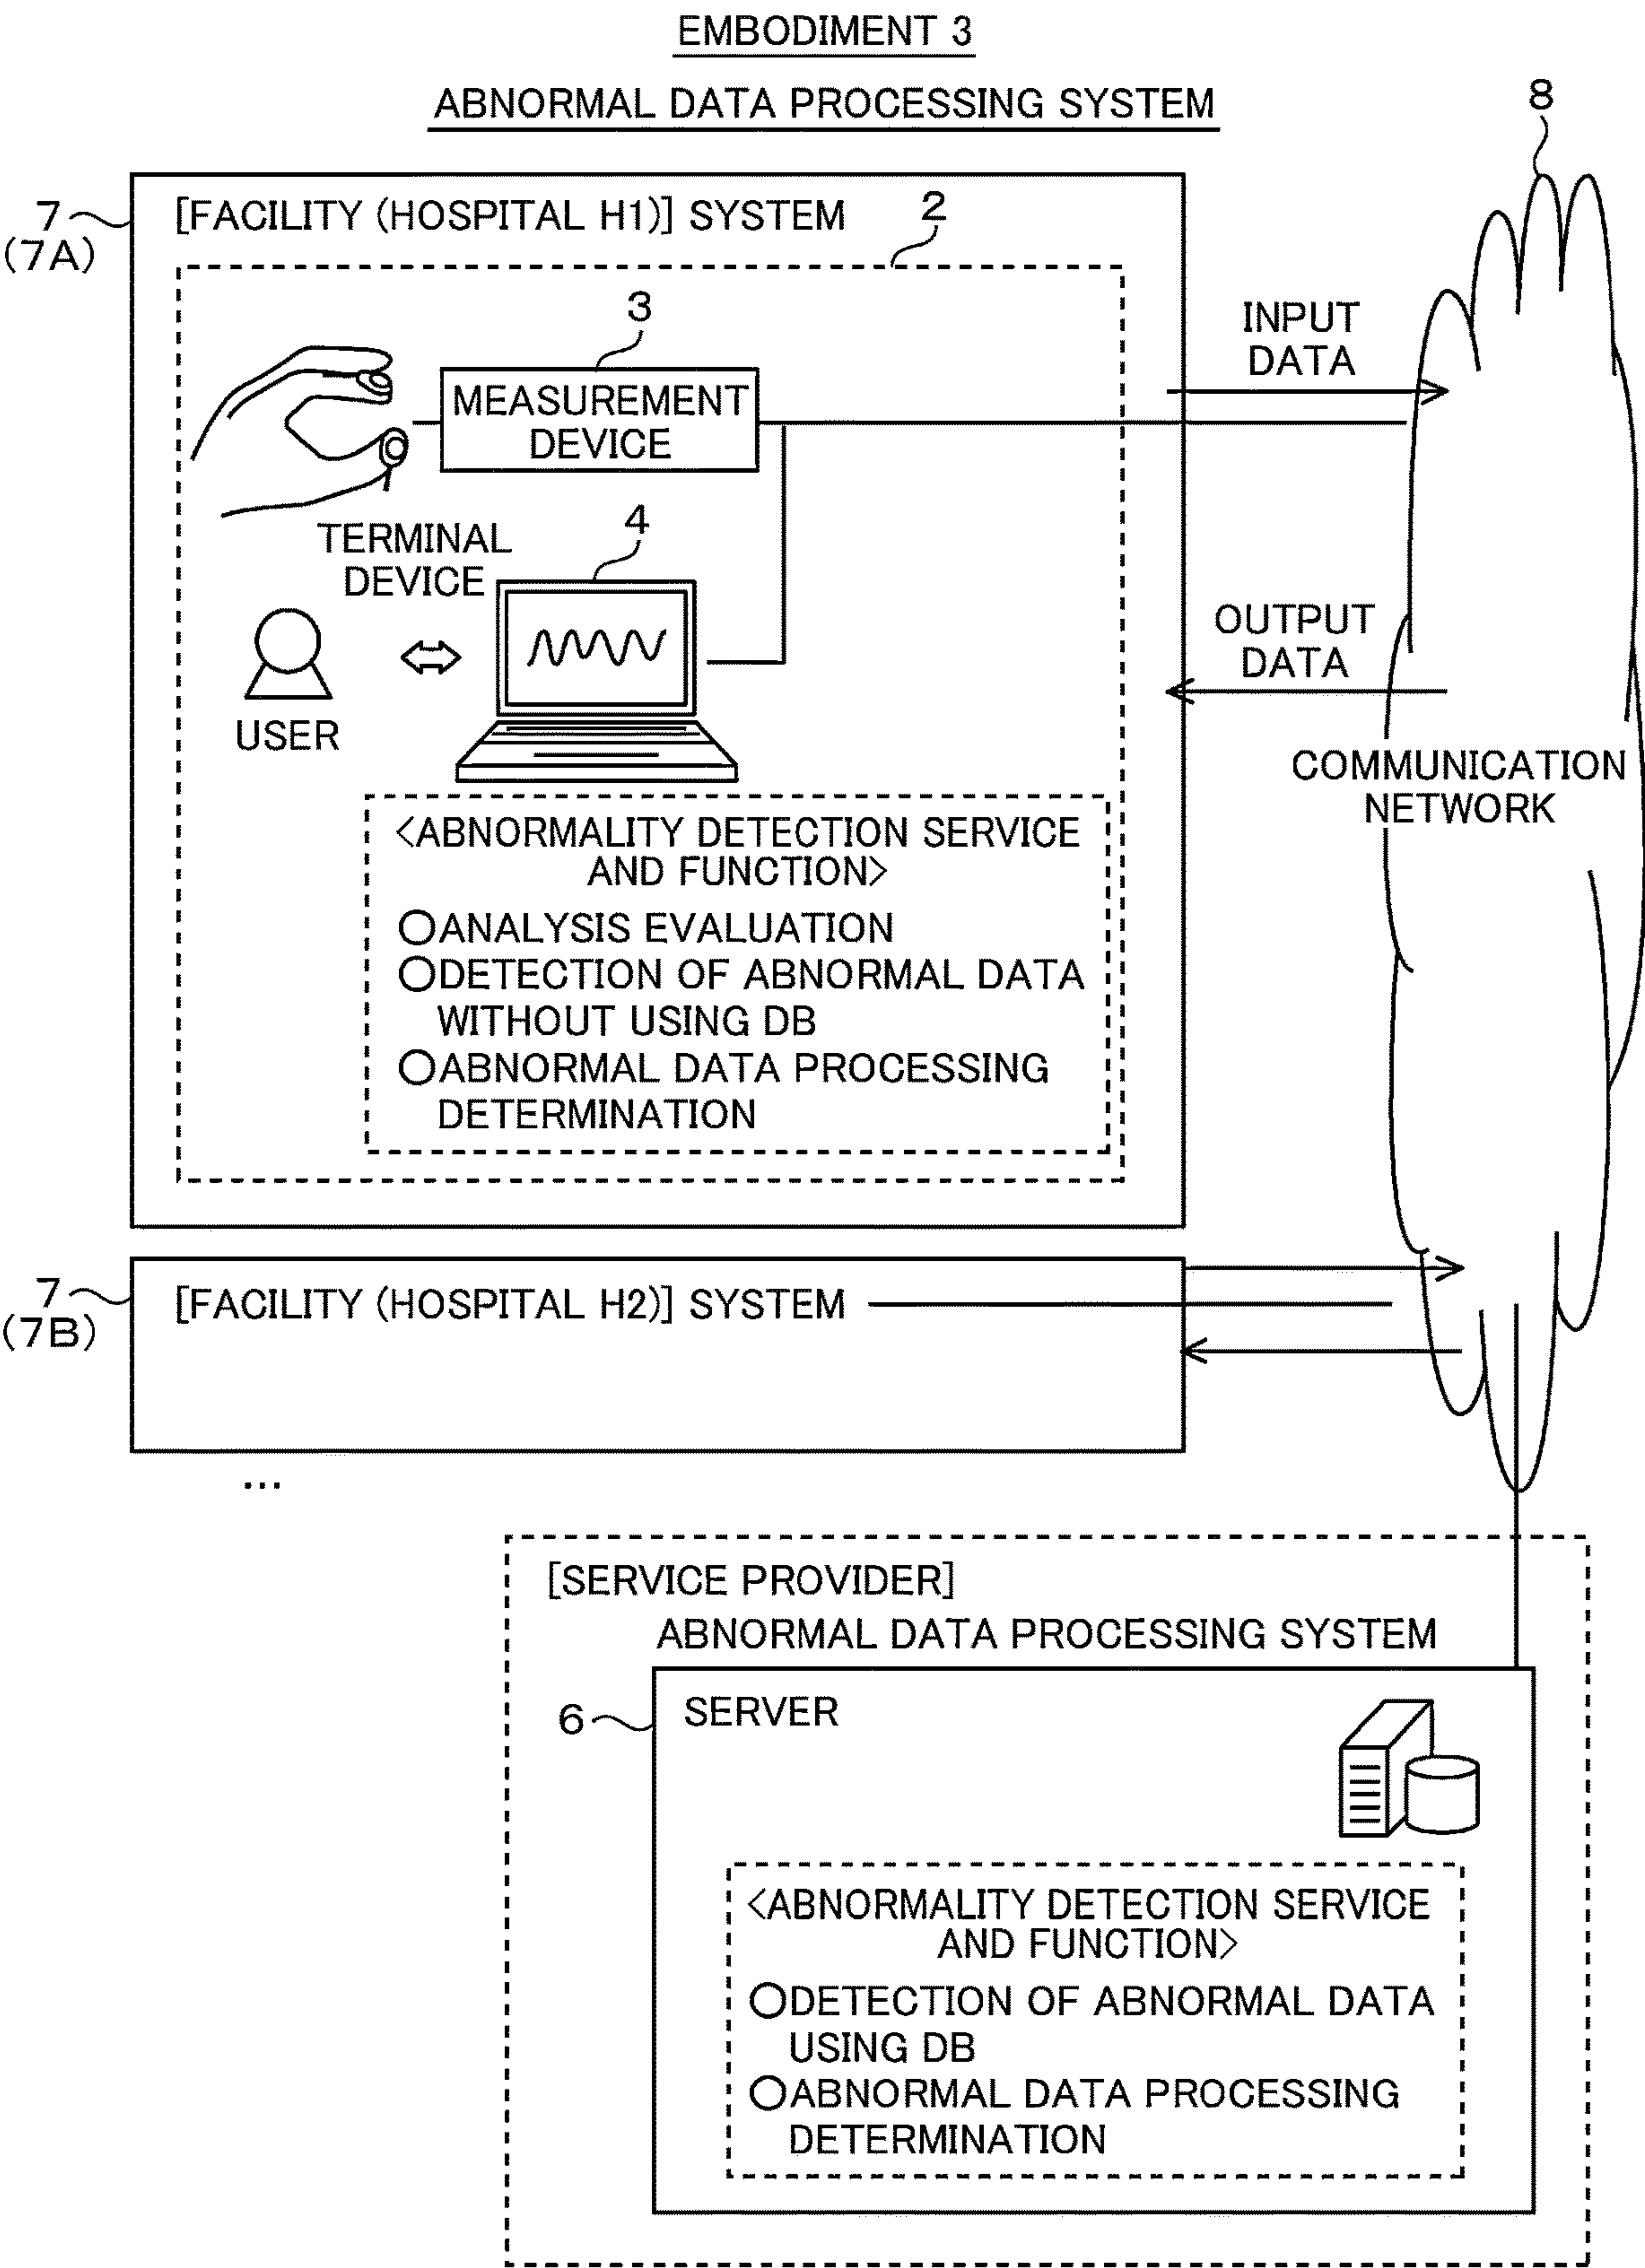 EMBODIMENT 3
ABNORMAL DATA PROCESSING SYSTEM
8
7
(7A)
[FACILITY (HOSPITAL H1)] SYSTEM
2
3
MEASUREMENT
DEVICE
INPUT
DATA
TERMINAL
DEVICE
4
USER
OUTPUT
DATA
COMMUNICATION
NETWORK
<ABNORMALITY DETECTION SERVICE
AND FUNCTION>
○ANALYSIS EVALUATION
○DETECTION OF ABNORMAL DATA
WITHOUT USING DB
○ABNORMAL DATA PROCESSING
DETERMINATION
7
(7B)
[FACILITY (HOSPITAL H2)] SYSTEM
...
[SERVICE PROVIDER]
ABNORMAL DATA PROCESSING SYSTEM
6
SERVER
<ABNORMALITY DETECTION SERVICE
AND FUNCTION>
○DETECTION OF ABNORMAL DATA
USING DB
○ABNORMAL DATA PROCESSING
DETERMINATION